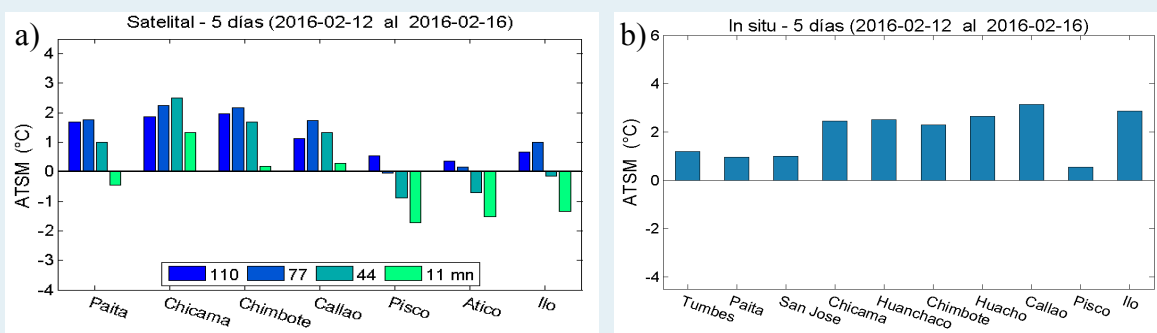 a)
Satelital - 5 días (2016-02-12 al 2016-02-16)
ATSM (°C)
4
3
2
1
0
-1
-2
-3
-4
110 77 44 11 mn
Paita Chicama Chimbote Callao Pisco Atico Ilo
b)
In situ - 5 días (2016-02-12 al 2016-02-16)
ATSM (°C)
6
4
2
0
-2
-4
Tumbes Paita San Jose Chicama Huanchaco Chimbote Huacho Callao Pisco Ilo